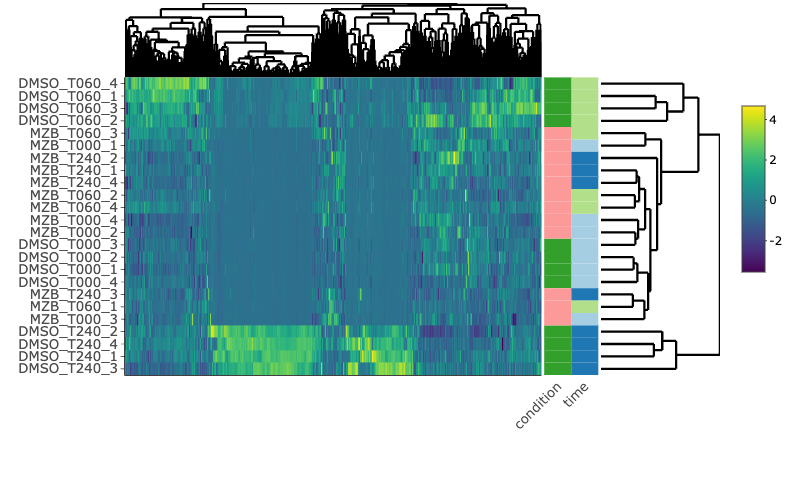 DMSO_T060_4
DMSO_T060_1
DMSO_T060_3
DMSO_T060_2
MZB_T060_3
MZB_T000_1
MZB_T240_2
MZB_T240_1
MZB_T240_4
MZB_T060_2
MZB_T060_4
MZB_T000_4
MZB_T000_2
DMSO_T000_3
DMSO_T000_2
DMSO_T000_1
DMSO_T000_4
MZB_T240_3
MZB_T060_1
MZB_T000_3
DMSO_T240_2
DMSO_T240_4
DMSO_T240_1
DMSO_T240_3
condition
time
4
2
0
-2